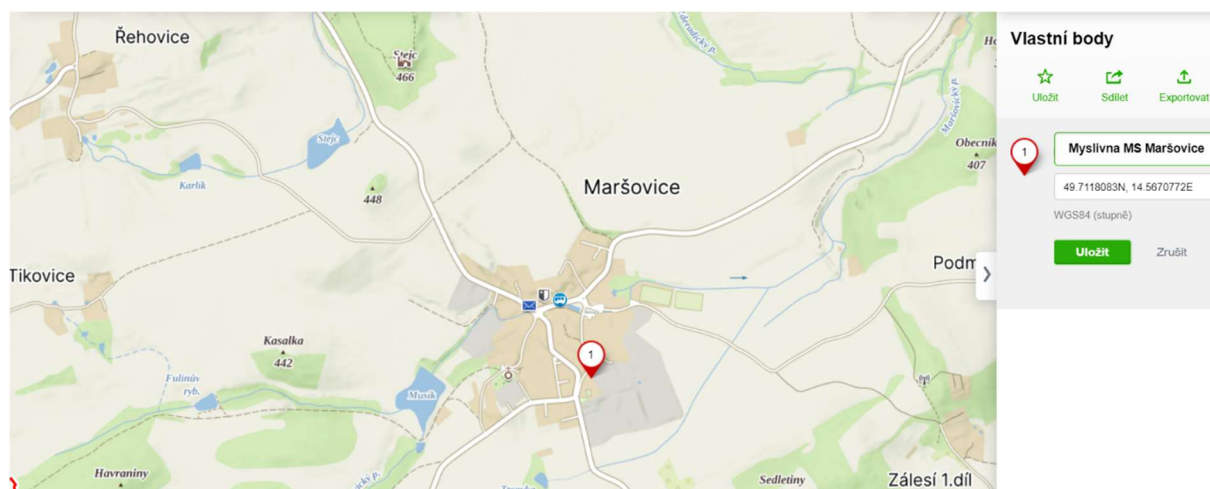 Řehovice
Stejc
466
Stejc
Karlík
448
Maršovice
Obecník
407
Maršovický p.
Tikovice
Podm
Kasalka
442
Fulínův
ryb.
Musík
Havraniny
Sedletiny
Zálesí 1.díl
1
Vlastní body
Uložit
Sdílet
Exportovat
1
Myslivna MS Maršovice
49.7118083N, 14.5670772E
WGS84 (stupně)
Uložit
Zrušit